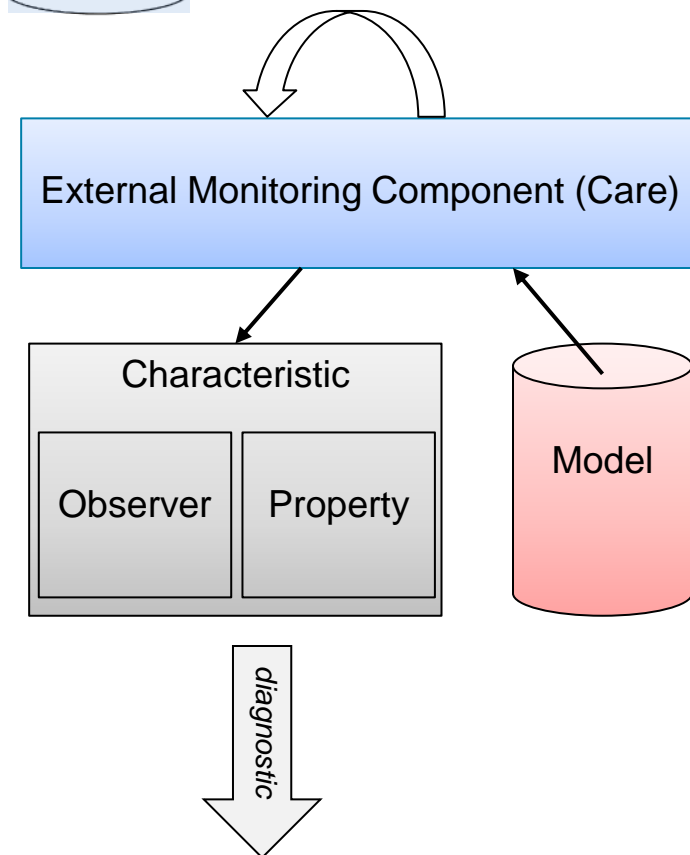 External Monitoring Component (Care)
Characteristic
Observer
Property
Model
diagnostic